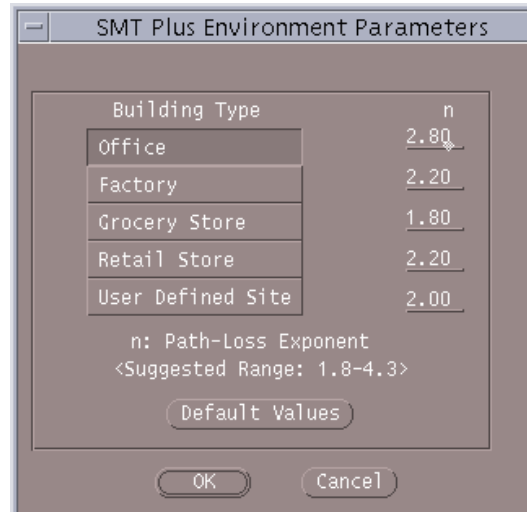 SMT Plus Environment Parameters
Building Type n
Office 2.80
Factory 2.20
Grocery Store 1.80
Retail Store 2.20
User Defined Site 2.00
n: Path-Loss Exponent
<Suggested Range: 1.8-4.3>
Default Values
OK Cancel